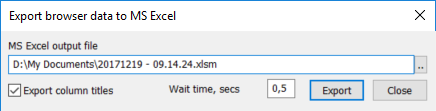 Export browser data to MS Excel
MS Excel output file
D:\My Documents\20171219 - 09.14.24.xlsm ..
Export column titles Wait time, secs 0,5 Export Close